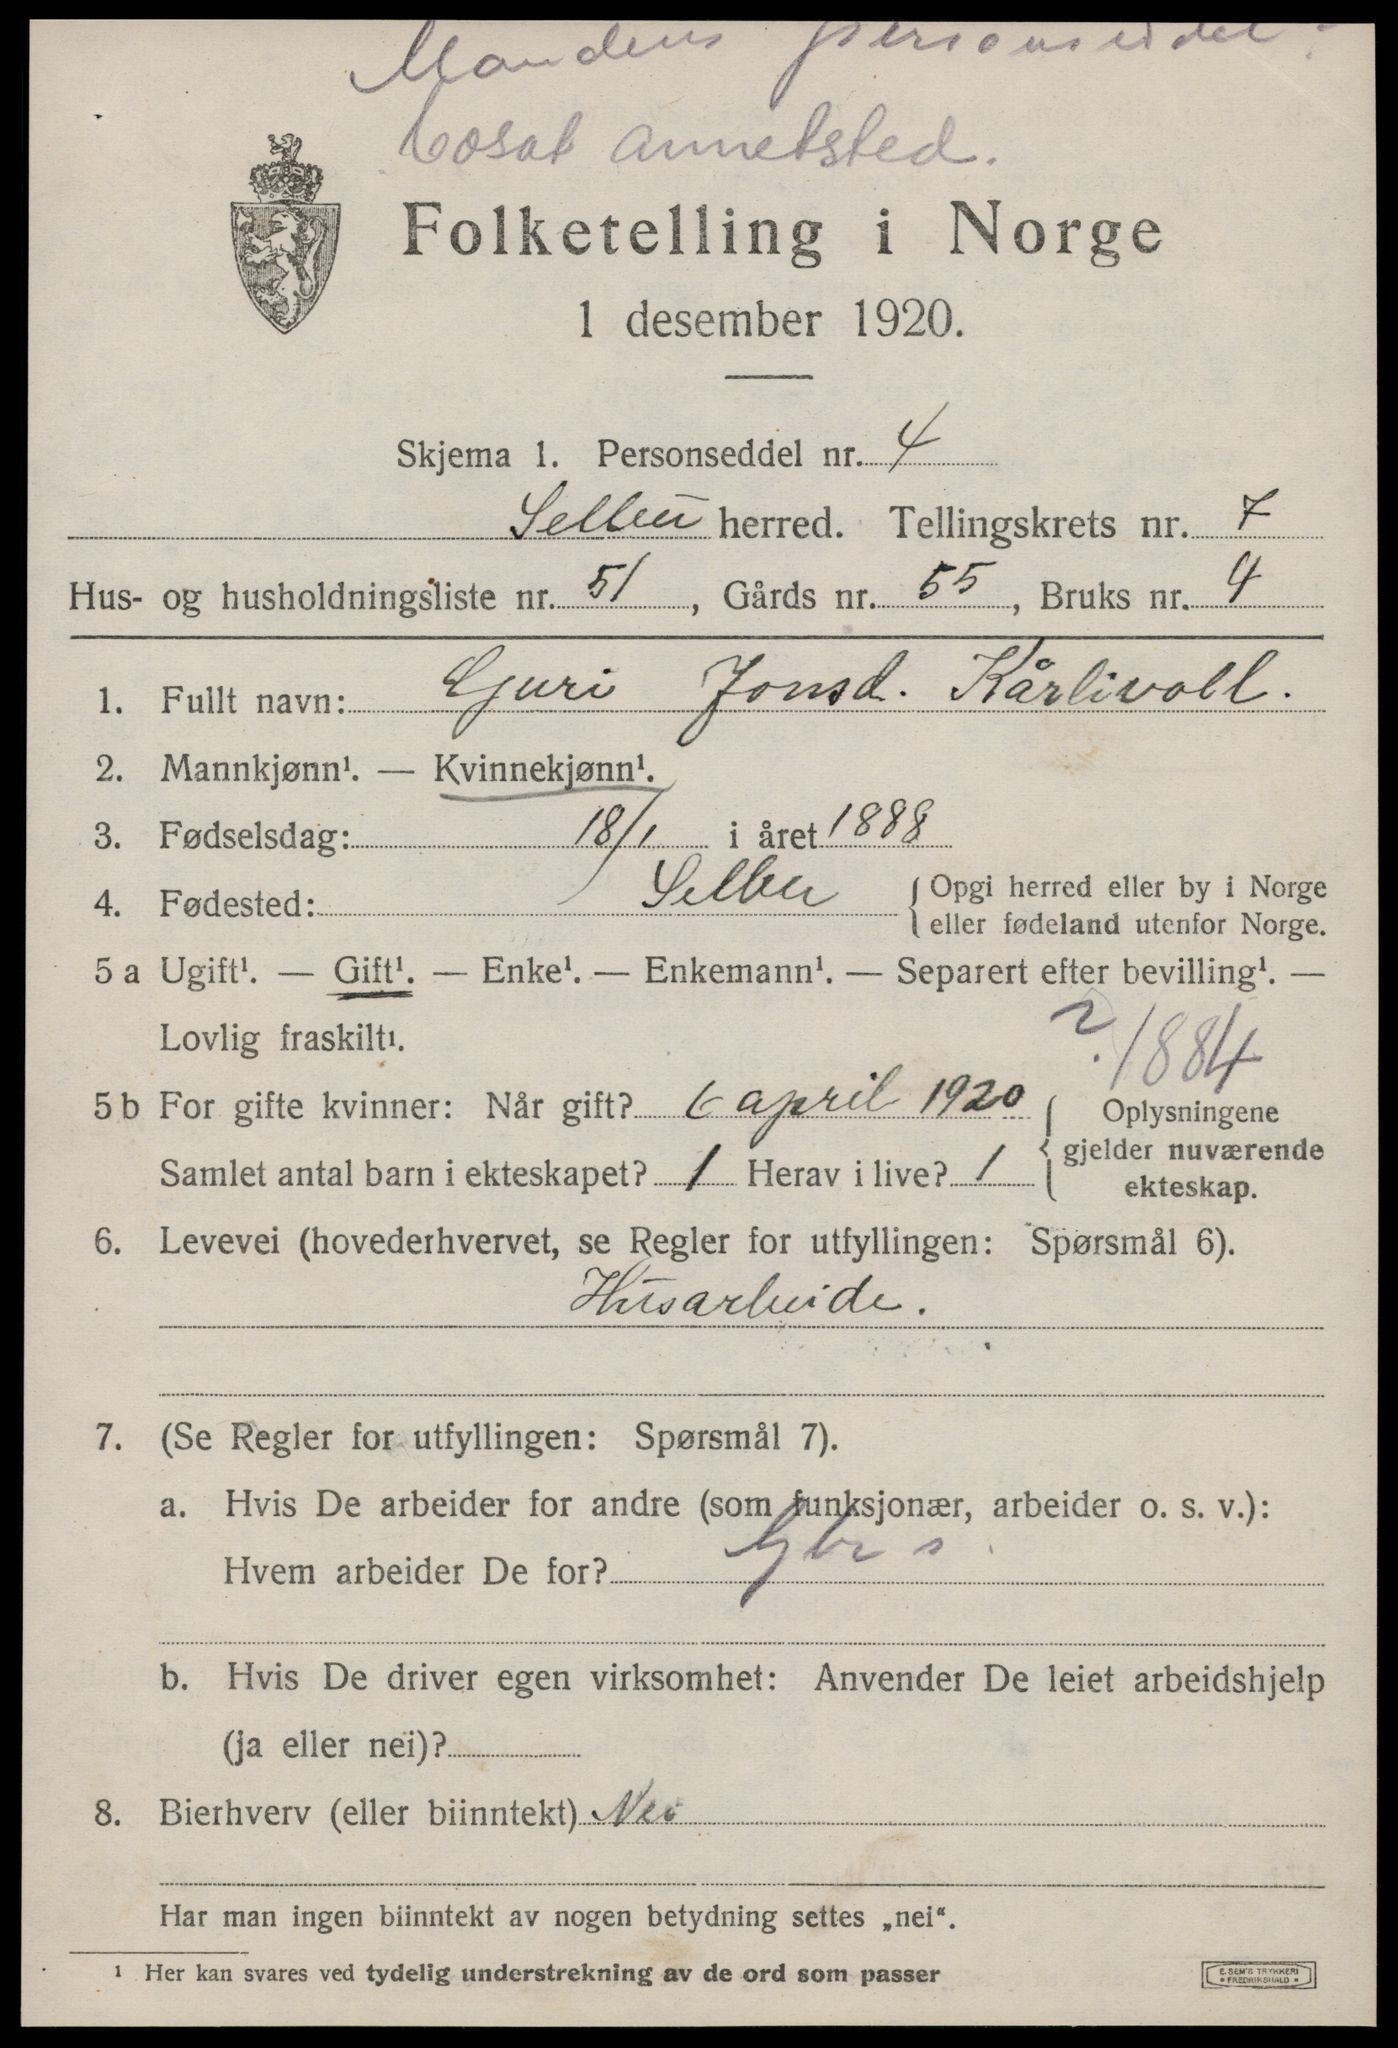 Mandens personseddel
bosat annetsted.
Folketelling i Norge
1 desember 1920.
Skjema 1. Personseddel nr. 4
Selbu herred. Tellingskrets nr. 7
Hus- og husholdningsliste nr. 51, Gårds nr. 55, Bruks nr. 4
1. Fullt navn: Guri Jonsd. Kårlivoll.
2. Mannkjønn¹. — Kvinnekjønn¹.
3. Fødselsdag: 18/1 i året 1888
4. Fødested: Selbu { Opgi herred eller by i Norge
eller fødeland utenfor Norge.
5 a Ugift¹. — Gift¹. — Enke¹. — Enkemann¹. — Separert efter bevilling¹. —
Lovlig fraskilt¹.
? 1884
5 b For gifte kvinner: Når gift? 6 april 1920 { Oplysningene
gjelder nuværende
ekteskap.
Samlet antal barn i ekteskapet? 1 Herav i live? 1
6. Levevei (hovederhvervet, se Regler for utfyllingen: Spørsmål 6).
Husarbeide.
7. (Se Regler for utfyllingen: Spørsmål 7).
a. Hvis De arbeider for andre (som funksjonær, arbeider o. s. v.):
Hvem arbeider De for?
b. Hvis De driver egen virksomhet: Anvender De leiet arbeidshjelp
(ja eller nei)?
8. Bierhverv (eller biinntekt) Nei
Har man ingen biinntekt av nogen betydning settes „nei“.
¹ Her kan svares ved tydelig understrekning av de ord som passer
E. SEM'S TRYKKERI
• FREDRIKSHALD •